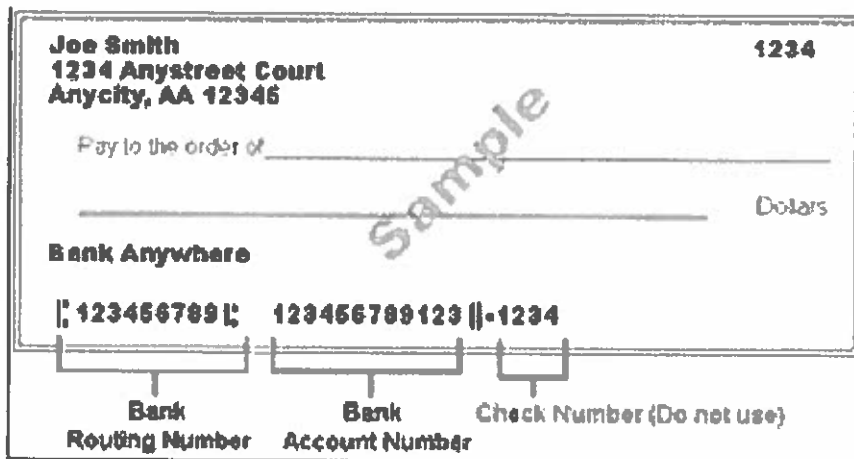 Joe Smith 1234
1234 Anystreet Court
Anycity, AA 12345
Pay to the order of
Sample
Dollars
Bank Anywhere
⑆123456789⑆ 123456789123⑈-1234
Bank
Routing Number
Bank
Account Number
Check Number (Do not use)